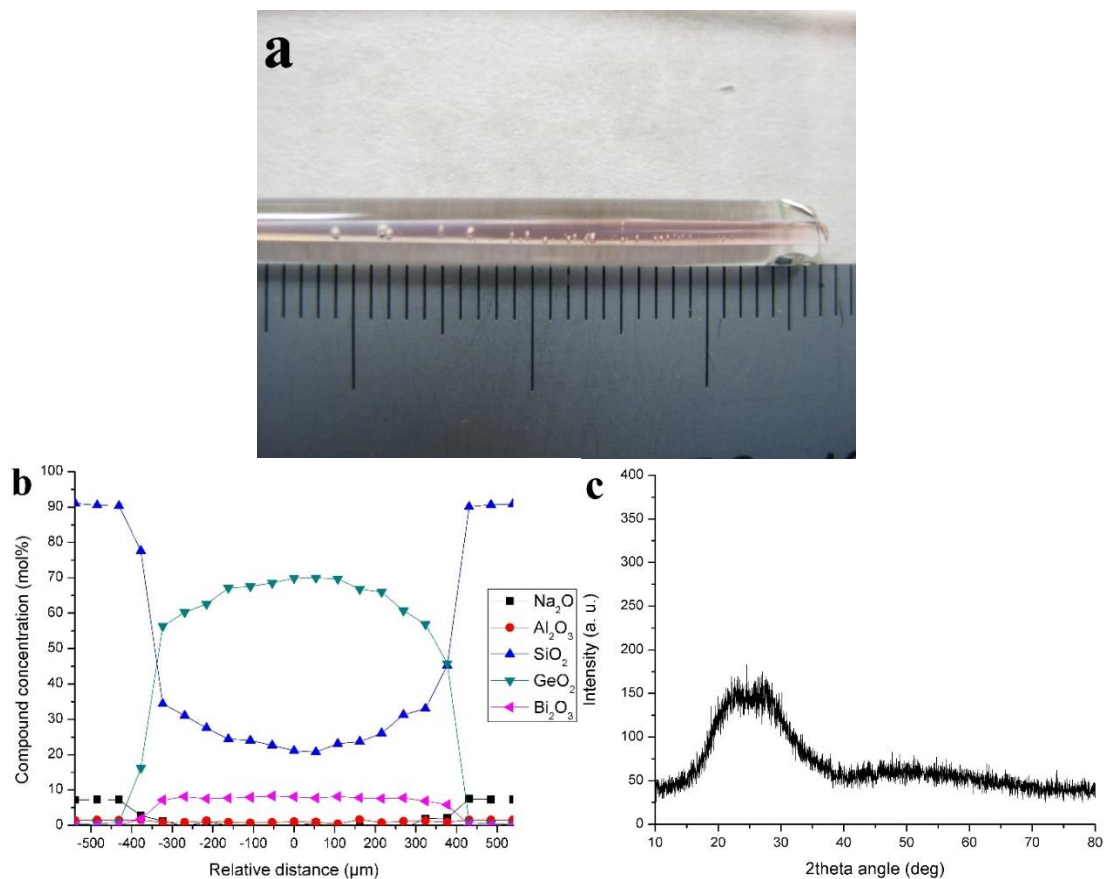 a
b
100
90
80
70
60
50
40
30
20
10
0
Compound concentration (mol%)
-500 -400 -300 -200 -100 0 100 200 300 400 500
Relative distance (µm)
Na₂O
Al₂O₃
SiO₂
GeO₂
Bi₂O₃
c
400
350
300
250
200
150
100
50
0
Intensity (a. u.)
10 20 30 40 50 60 70 80
2theta angle (deg)